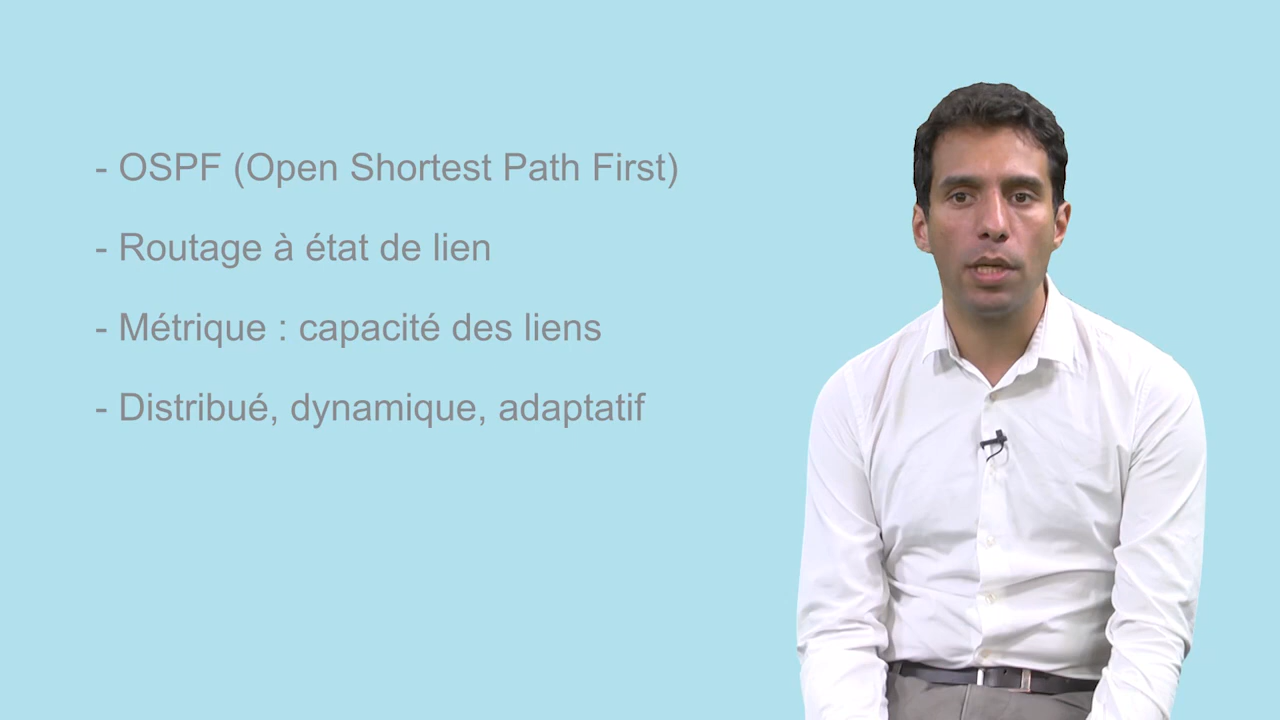 - OSPF (Open Shortest Path First)
- Routage à état de lien
- Métrique : capacité des liens
- Distribué, dynamique, adaptatif